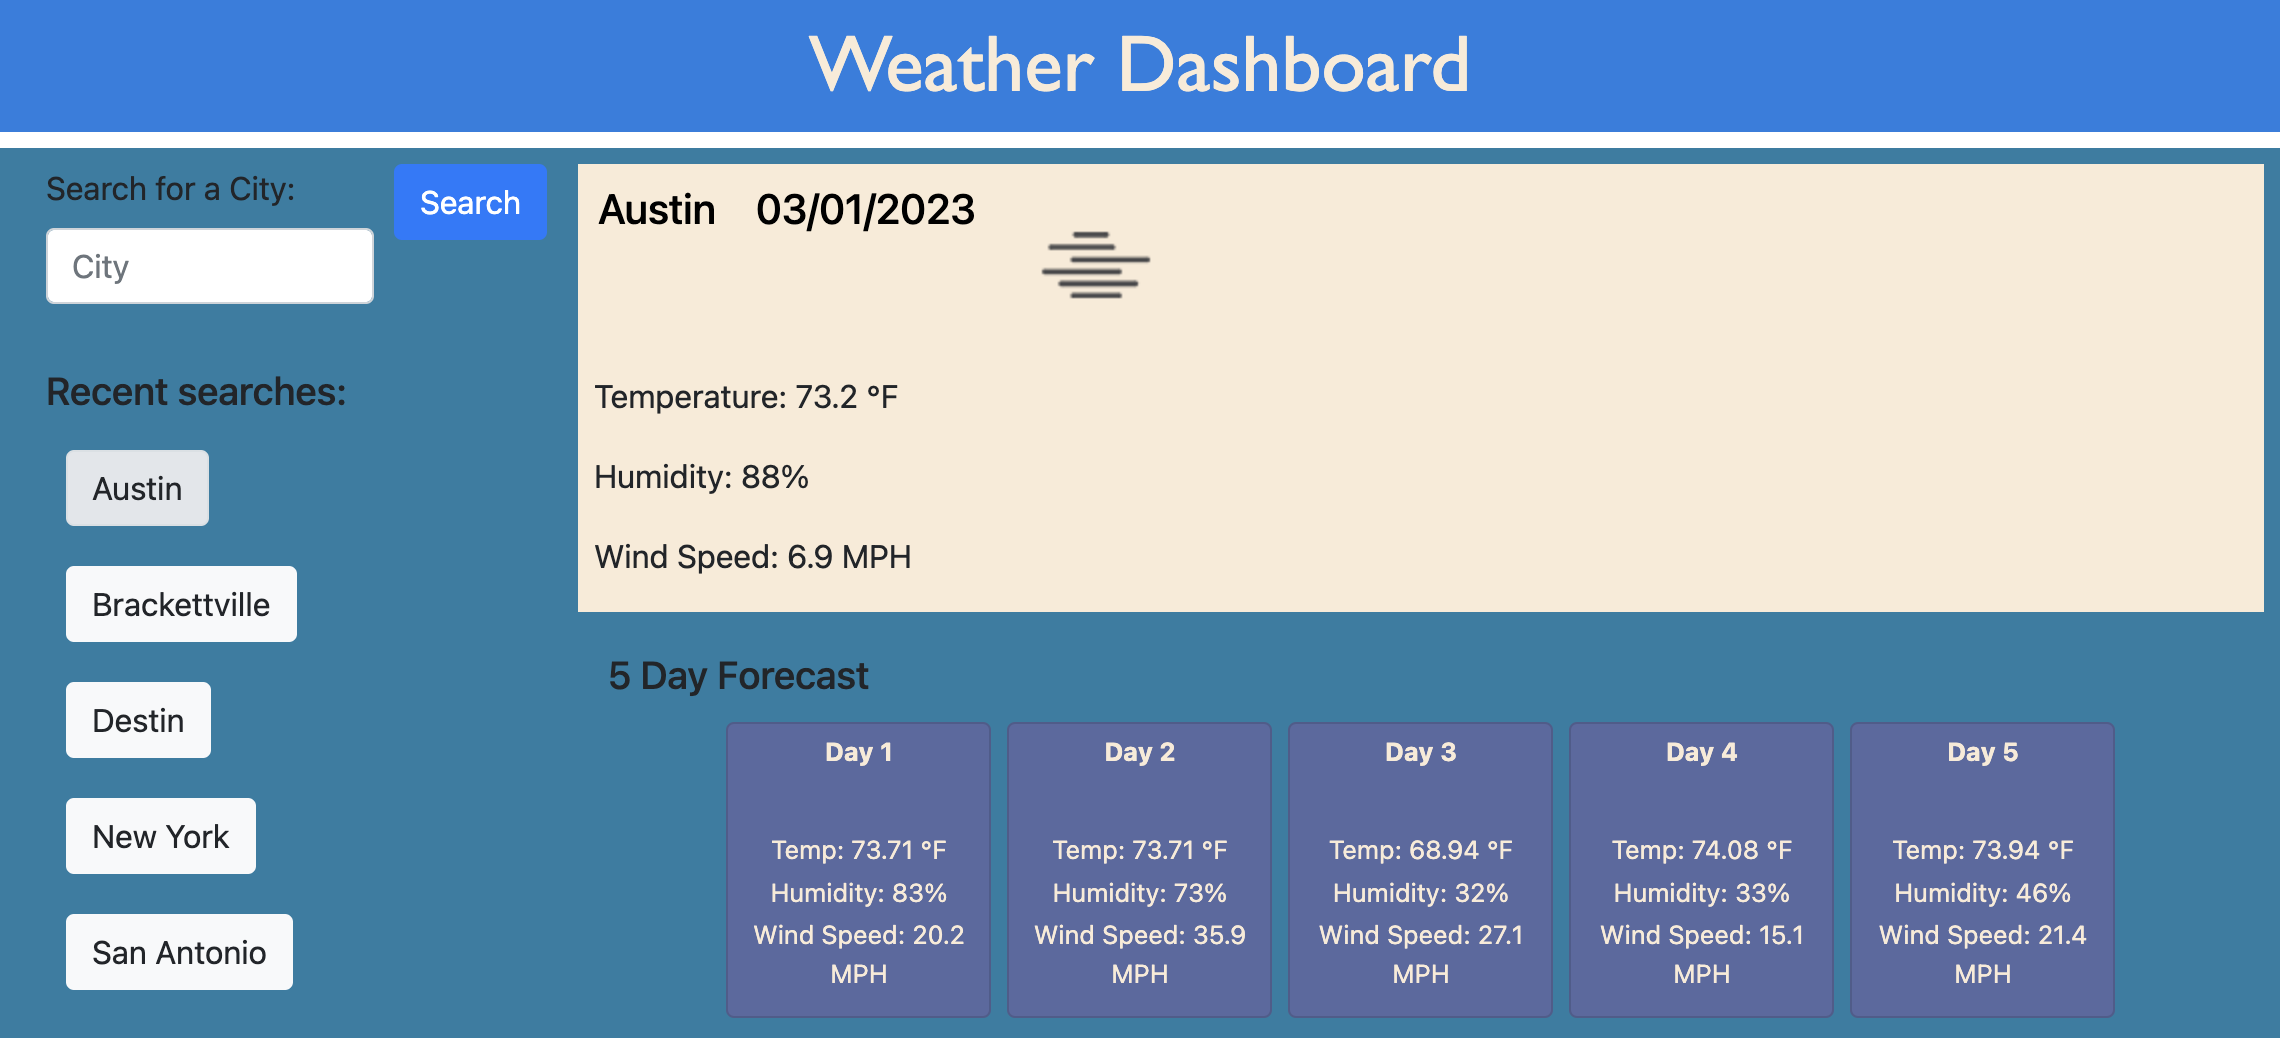 Weather Dashboard
Search for a City:
Search
City
Recent searches:
Austin
Brackettville
Destin
New York
San Antonio
Austin 03/01/2023
Temperature: 73.2 °F
Humidity: 88%
Wind Speed: 6.9 MPH
5 Day Forecast
Day 1
Temp: 73.71 °F
Humidity: 83%
Wind Speed: 20.2
MPH
Day 2
Temp: 73.71 °F
Humidity: 73%
Wind Speed: 35.9
MPH
Day 3
Temp: 68.94 °F
Humidity: 32%
Wind Speed: 27.1
MPH
Day 4
Temp: 74.08 °F
Humidity: 33%
Wind Speed: 15.1
MPH
Day 5
Temp: 73.94 °F
Humidity: 46%
Wind Speed: 21.4
MPH